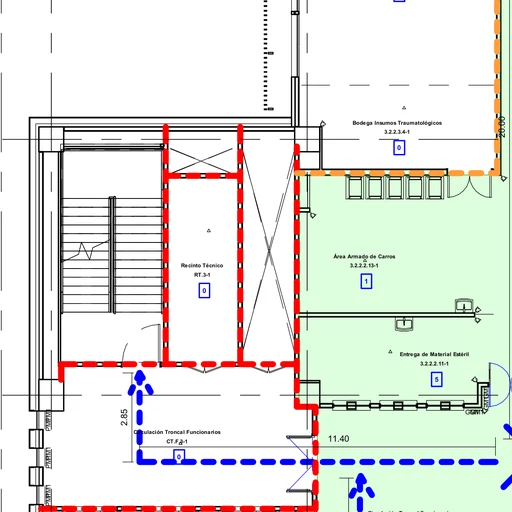 0
Bodega Insumos Traumatológicos
3.2.2.3.4-1
0
20.00
Área Armado de Carros
3.2.2.2.13-1
1
Recinto Técnico
RT.3-1
0
Entrega de Material Estéril
3.2.2.2.11-1
5
2.85
Circulación Troncal Funcionarios
0
11.40